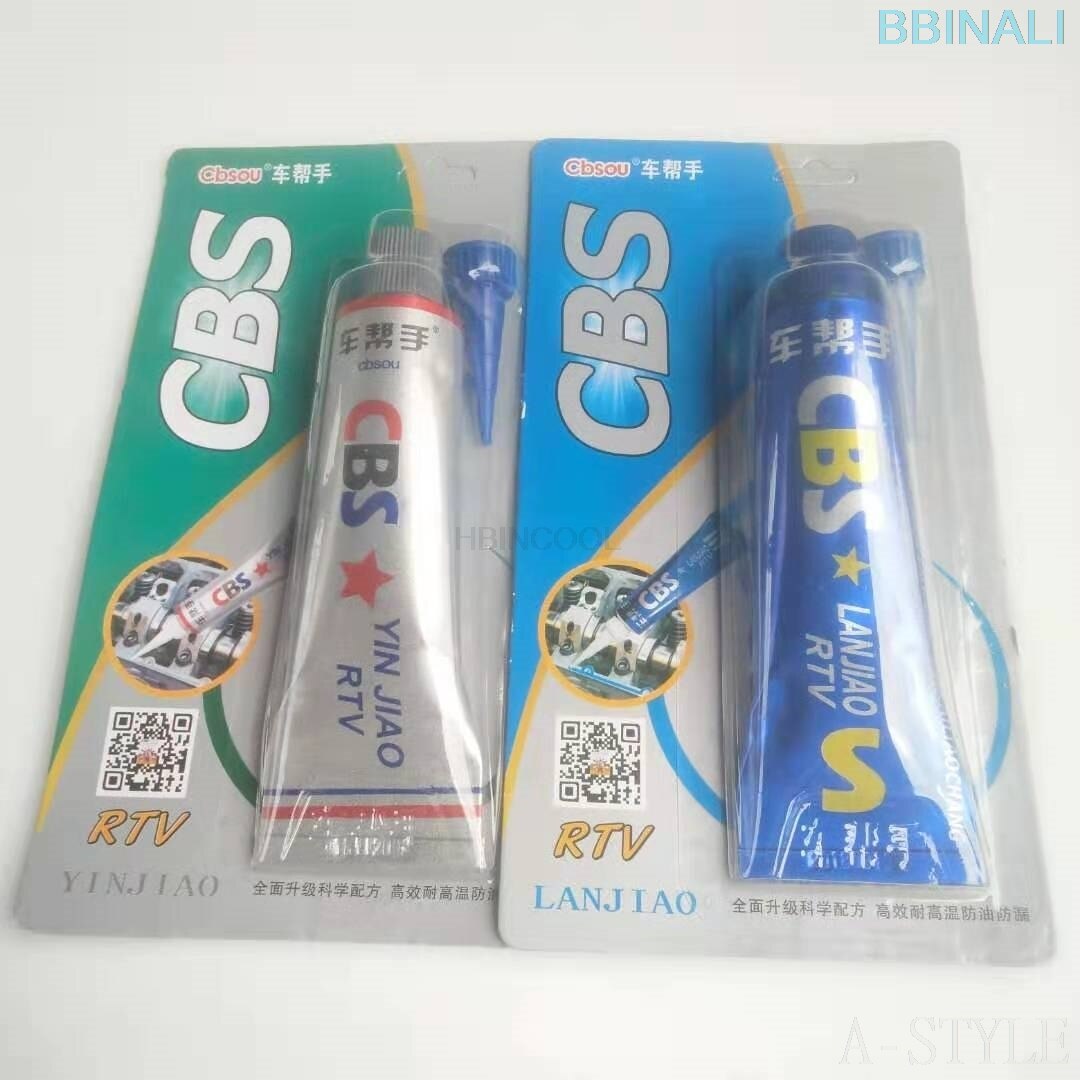 BBINALI
Cbsou® 车帮手
CBS
车帮手®
cbsou
CBS
YIN JIAO
RTV
CBS
RTV
YINJIAO
全面升级科学配方 高效耐高温防油
Cbsou® 车帮手
CBS
车帮手
CBS
LANJIAO
RTV
S
CBS
RTV
LANJIAO
全面升级科学配方 高效耐高温防油防漏
HBINCOOL
A-STYLE